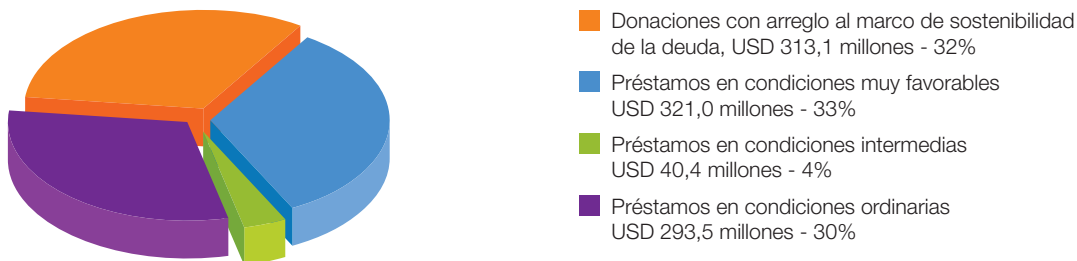 Donaciones con arreglo al marco de sostenibilidad
de la deuda, USD 313,1 millones - 32%
Préstamos en condiciones muy favorables
USD 321,0 millones - 33%
Préstamos en condiciones intermedias
USD 40,4 millones - 4%
Préstamos en condiciones ordinarias
USD 293,5 millones - 30%